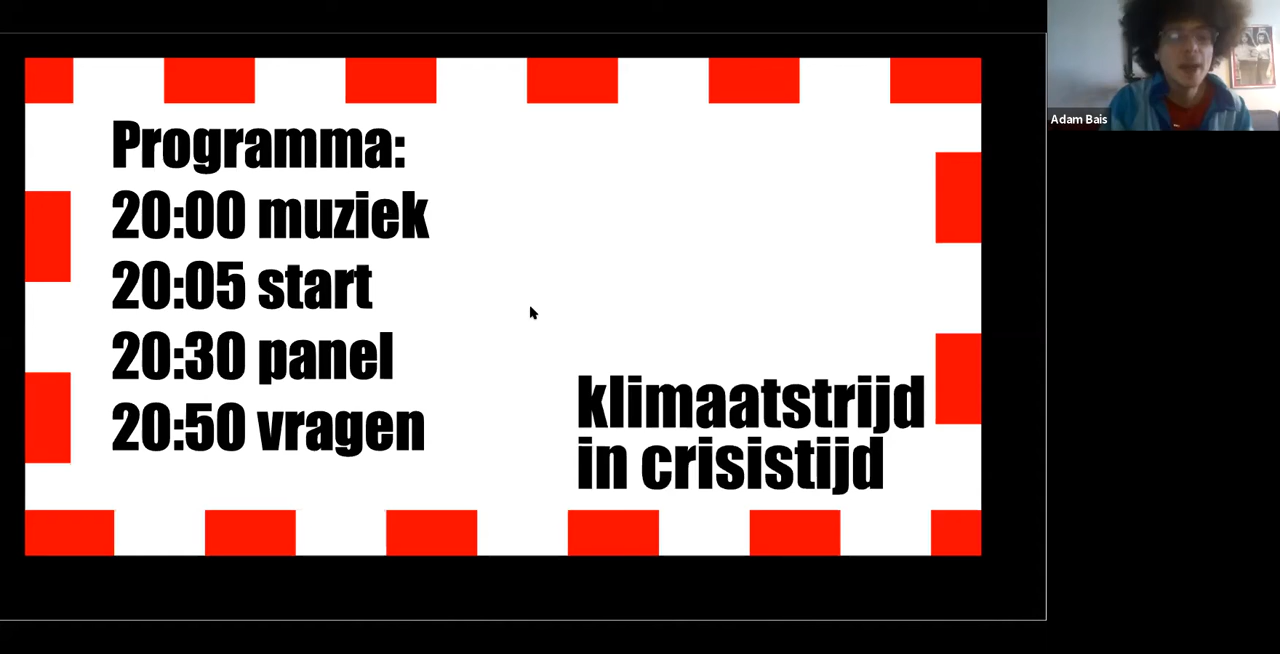 Programma:
20:00 muziek
20:05 start
20:30 panel
20:50 vragen
klimaatstrijd
in crisistijd
Adam Bais